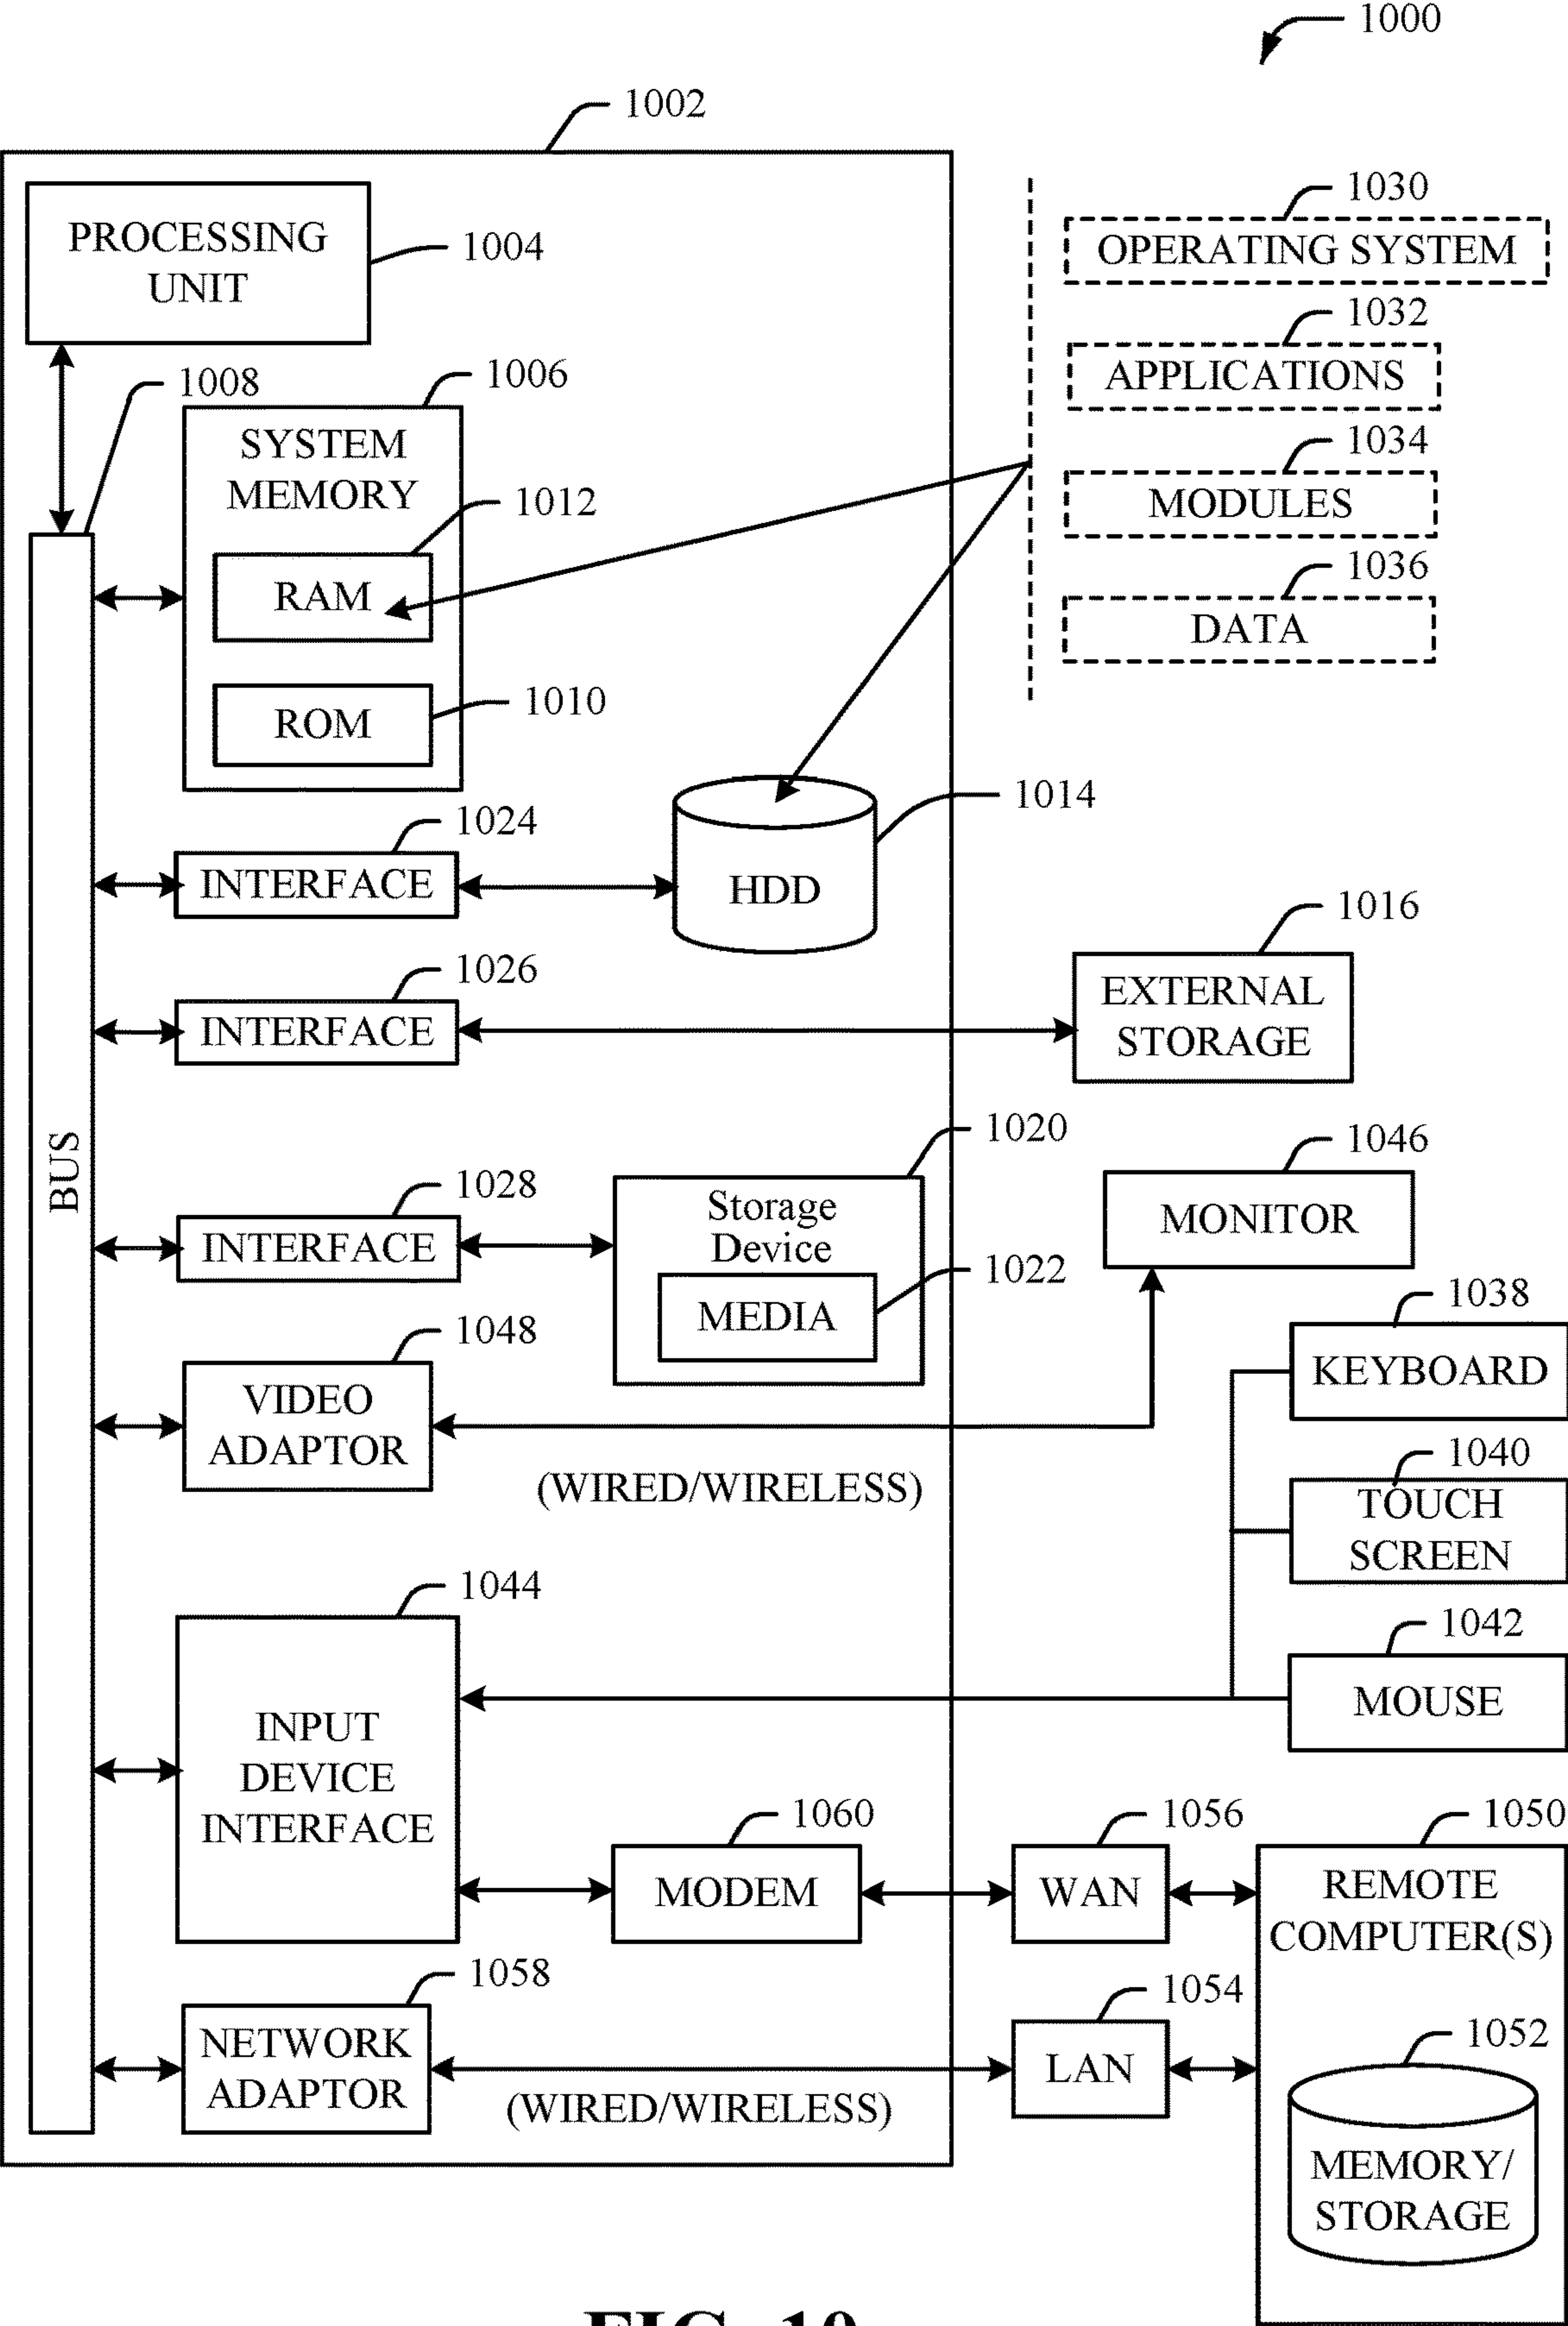 1000
1002
PROCESSING
UNIT
1004
1030
OPERATING SYSTEM
1032
APPLICATIONS
1034
MODULES
1036
DATA
1008
1006
SYSTEM
MEMORY
1012
RAM
1010
ROM
1014
HDD
1024
INTERFACE
1016
EXTERNAL
STORAGE
1026
INTERFACE
BUS
1020
Storage
Device
1022
MEDIA
1028
INTERFACE
1046
MONITOR
1048
VIDEO
ADAPTOR
(WIRED/WIRELESS)
1038
KEYBOARD
1040
TOUCH
SCREEN
1042
MOUSE
1044
INPUT
DEVICE
INTERFACE
1060
MODEM
1056
WAN
1050
REMOTE
COMPUTER(S)
1058
NETWORK
ADAPTOR
(WIRED/WIRELESS)
1054
LAN
1052
MEMORY/
STORAGE
FIG. 10